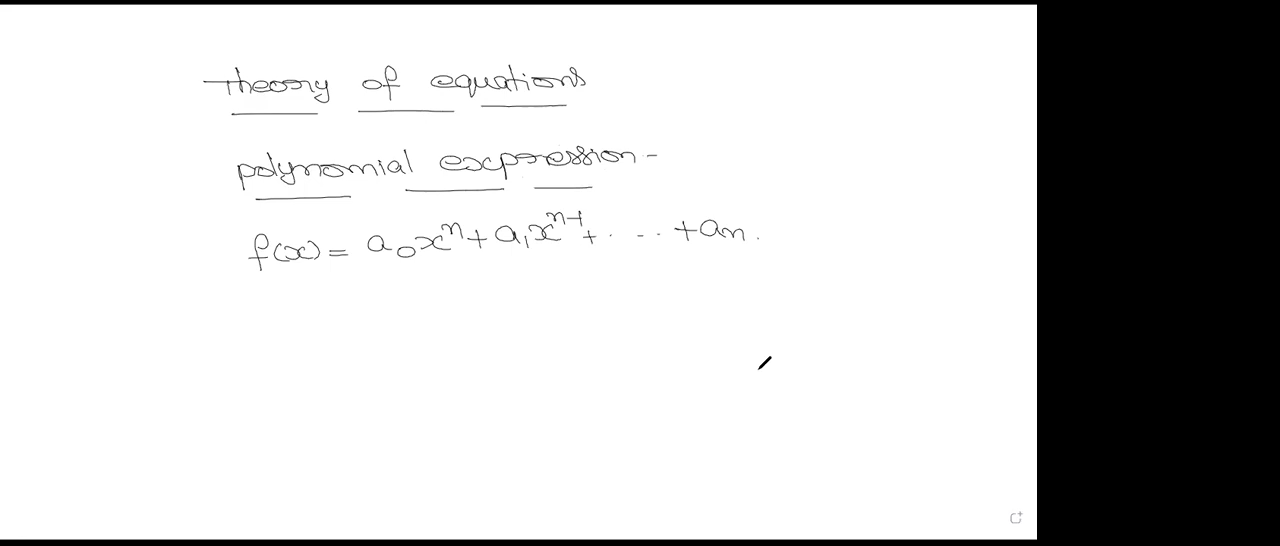 Theory of equations
polynomial expression -
f(x) = a₀xⁿ + a₁xⁿ⁻¹ + . . . . + aₙ .